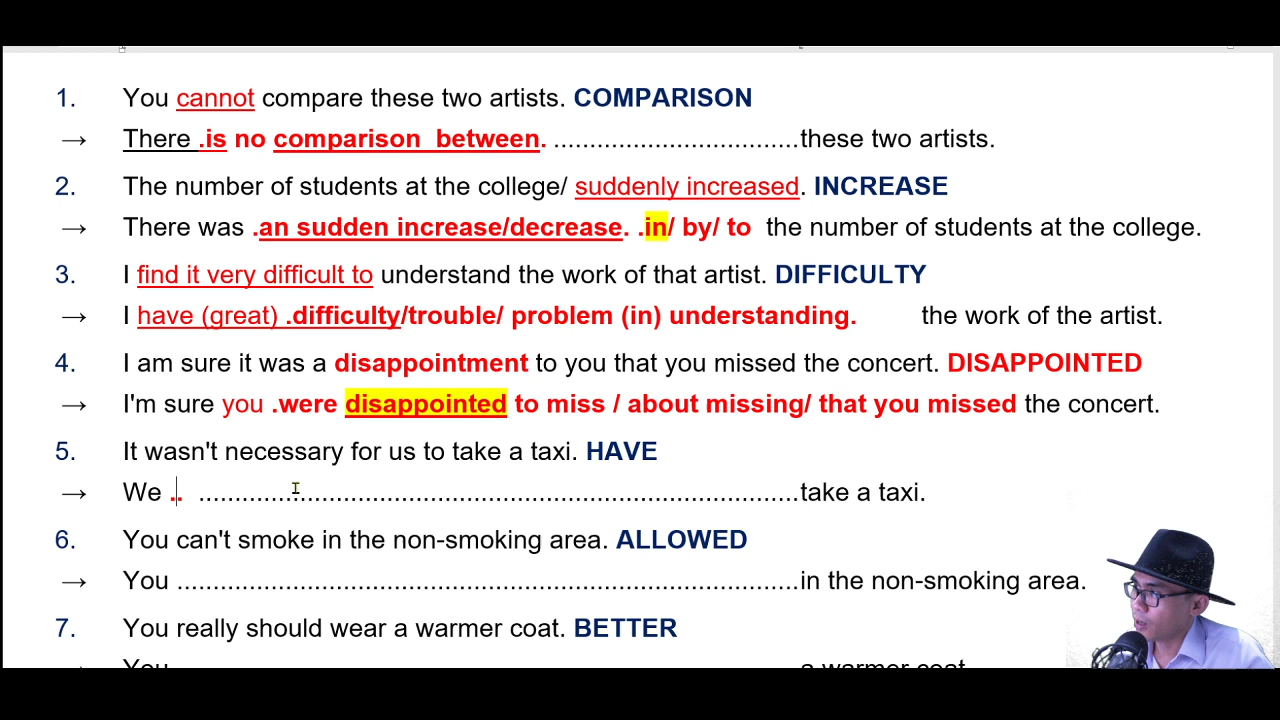 1. You cannot compare these two artists. COMPARISON
→ There .is no comparison between. ..................................these two artists.
2. The number of students at the college/ suddenly increased. INCREASE
→ There was .an sudden increase/decrease. .in/ by/ to the number of students at the college.
3. I find it very difficult to understand the work of that artist. DIFFICULTY
→ I have (great) .difficulty/trouble/ problem (in) understanding. the work of the artist.
4. I am sure it was a disappointment to you that you missed the concert. DISAPPOINTED
→ I'm sure you .were disappointed to miss / about missing/ that you missed the concert.
5. It wasn't necessary for us to take a taxi. HAVE
→ We .. ...................................................................................take a taxi.
6. You can't smoke in the non-smoking area. ALLOWED
→ You ......................................................................................in the non-smoking area.
7. You really should wear a warmer coat. BETTER
→ You ......................................................................................a warmer coat.